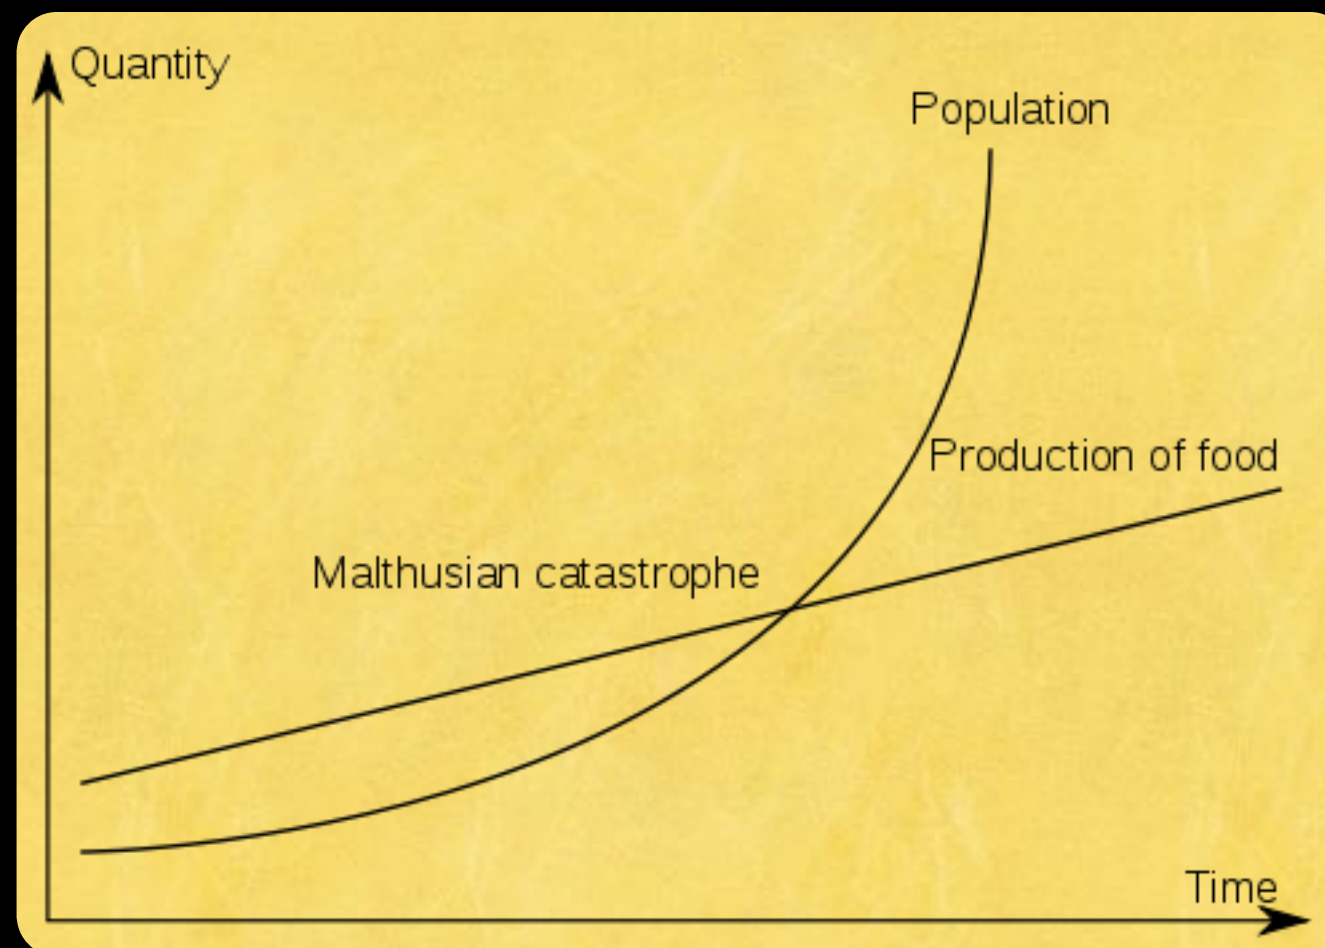 Quantity
Population
Production of food
Malthusian catastrophe
Time